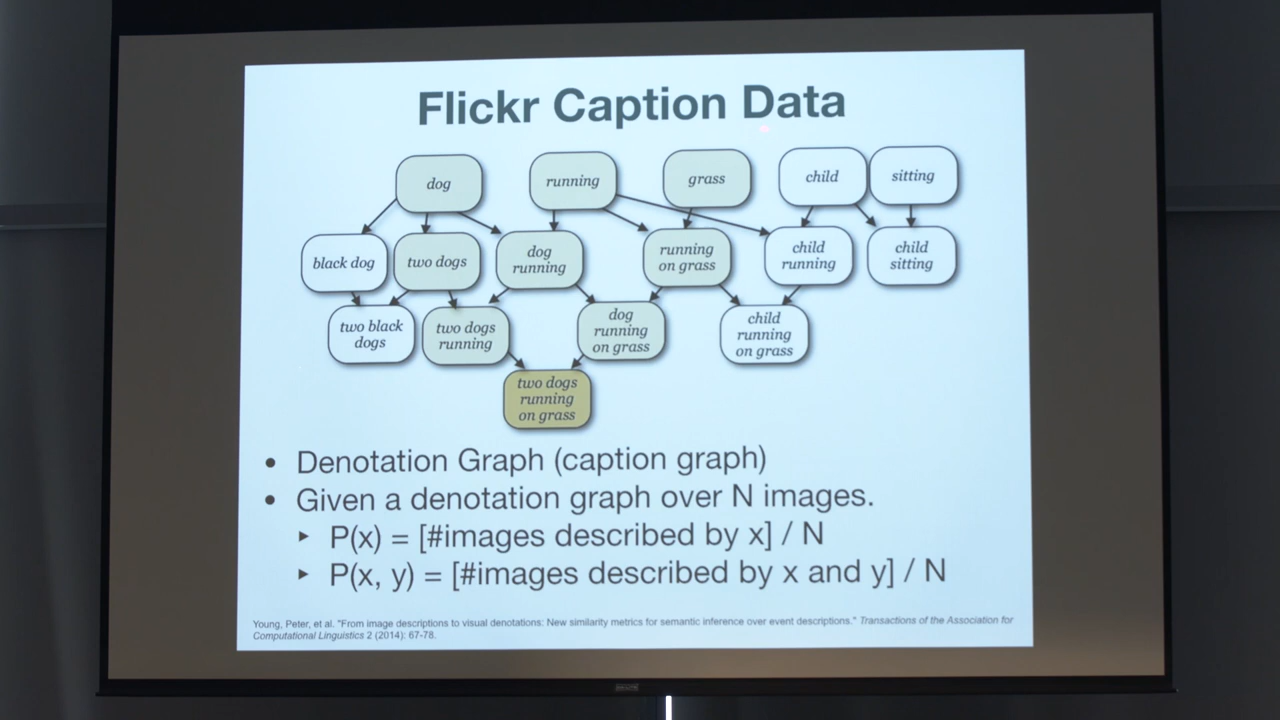 Flickr Caption Data
dog
running
grass
child
sitting
black dog
two dogs
dog
running
running
on grass
child
running
child
sitting
two black
dogs
two dogs
running
dog
running
on grass
child
running
on grass
two dogs
running
on grass
• Denotation Graph (caption graph)
• Given a denotation graph over N images.
‣ P(x) = [#images described by x] / N
‣ P(x, y) = [#images described by x and y] / N
Young, Peter, et al. "From image descriptions to visual denotations: New similarity metrics for semantic inference over event descriptions." Transactions of the Association for
Computational Linguistics 2 (2014): 67-78.